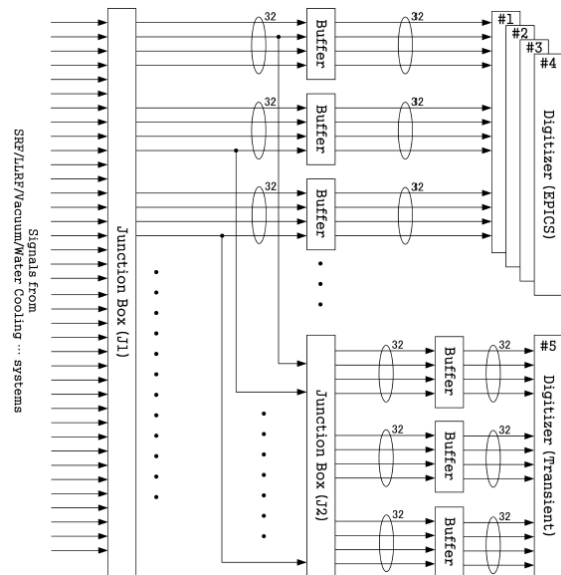 Signals from
SRF/LLRF/Vacuum/Water Cooling ... systems
Junction Box (J1)
32
Buffer
32
32
Buffer
32
32
Buffer
32
#1
#2
#3
#4
Digitizer (EPICS)
Junction Box (J2)
32
Buffer
32
32
Buffer
32
32
Buffer
32
#5
Digitizer (Transient)